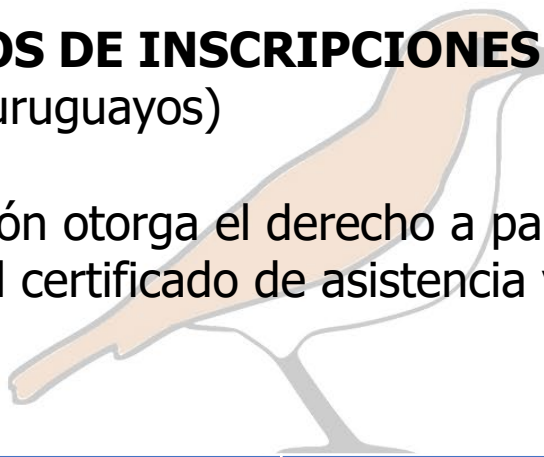 OS DE INSCRIPCIONES
uruguayos)
ón otorga el derecho a pa
l certificado de asistencia